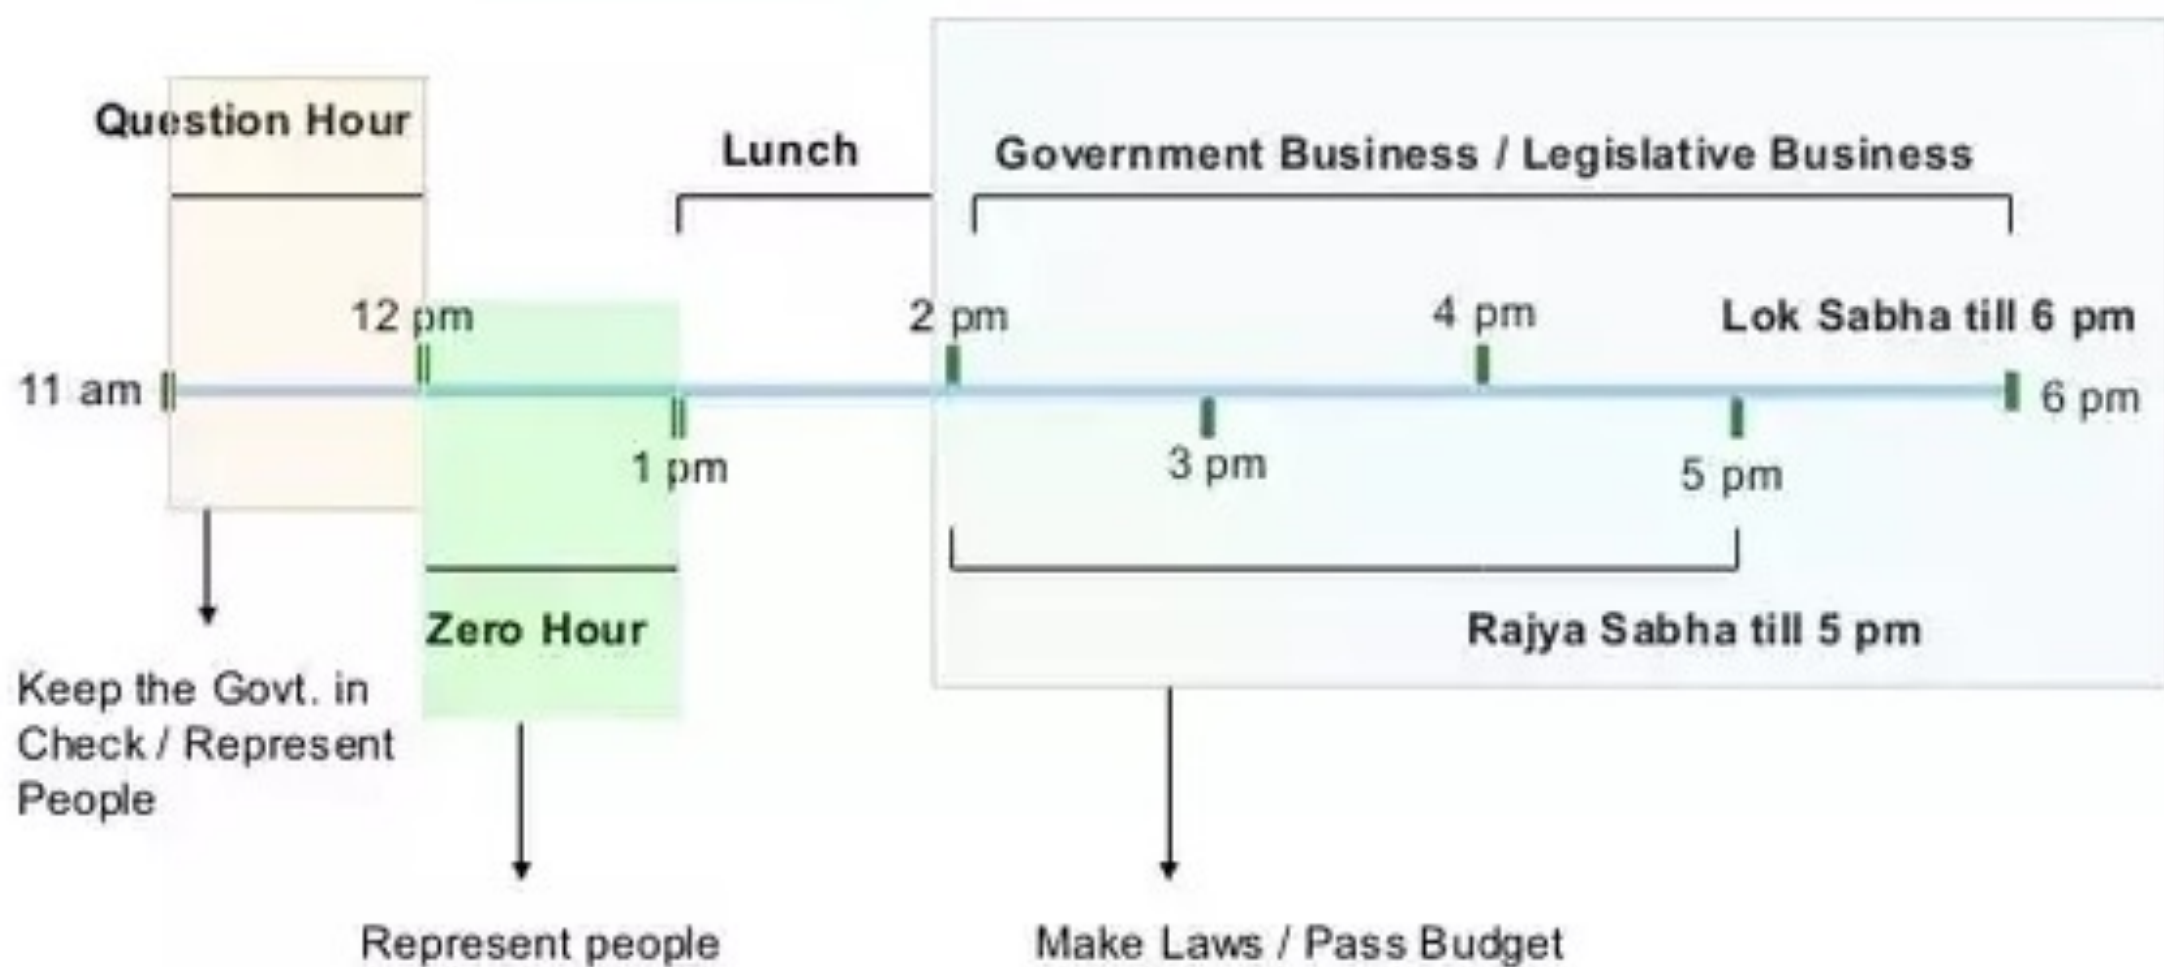 Question Hour
Lunch
Government Business / Legislative Business
12 pm
2 pm
4 pm
Lok Sabha till 6 pm
11 am
6 pm
1 pm
3 pm
5 pm
Zero Hour
Rajya Sabha till 5 pm
Keep the Govt. in
Check / Represent
People
Represent people
Make Laws / Pass Budget